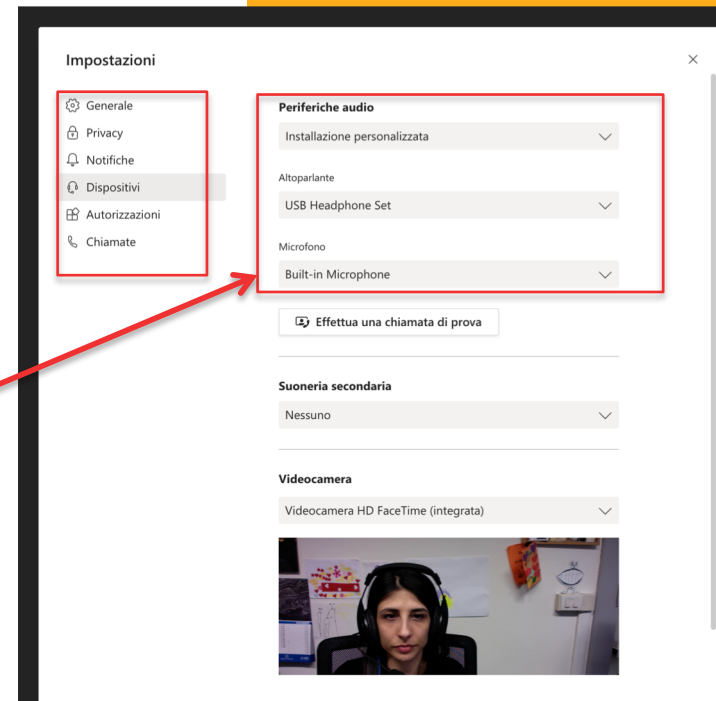 Impostazioni
Generale
Privacy
Notifiche
Dispositivi
Autorizzazioni
Chiamate
Periferiche audio
Installazione personalizzata
Altoparlante
USB Headphone Set
Microfono
Built-in Microphone
Effettua una chiamata di prova
Suoneria secondaria
Nessuno
Videocamera
Videocamera HD FaceTime (integrata)